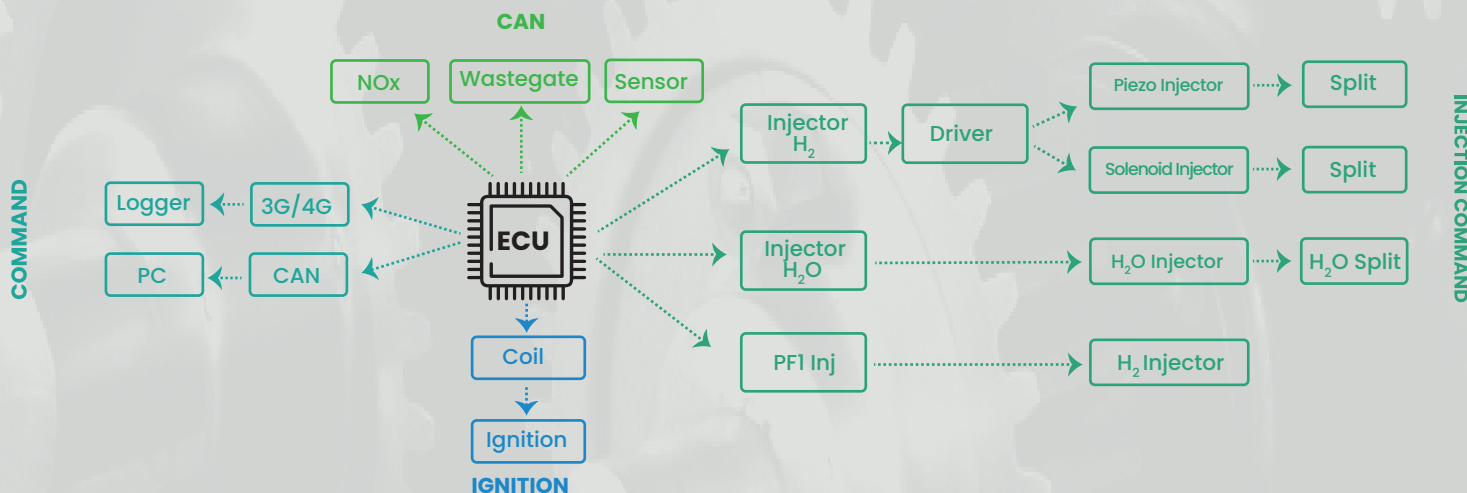 CAN
NOx
Wastegate
Sensor
COMMAND
Logger
3G/4G
PC
CAN
ECU
Coil
Ignition
IGNITION
Injector
H₂
Driver
Piezo Injector
Split
Solenoid Injector
Split
Injector
H₂O
H₂O Injector
H₂O Split
PF1 Inj
H₂ Injector
INJECTION COMMAND